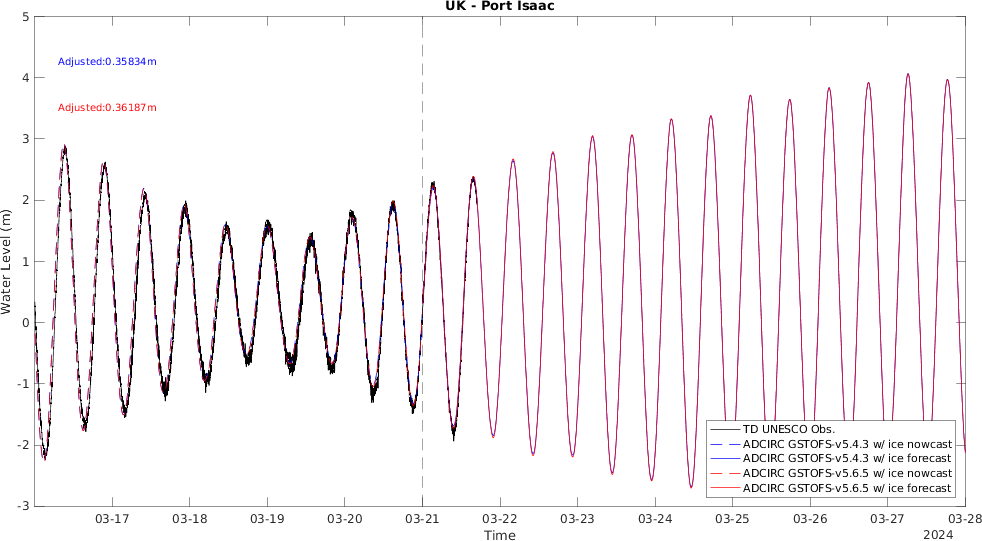 UK - Port Isaac
Adjusted:0.35834m
Adjusted:0.36187m
Water Level (m)
5
4
3
2
1
0
-1
-2
-3
TD UNESCO Obs.
ADCIRC GSTOFS-v5.4.3 w/ ice nowcast
ADCIRC GSTOFS-v5.4.3 w/ ice forecast
ADCIRC GSTOFS-v5.6.5 w/ ice nowcast
ADCIRC GSTOFS-v5.6.5 w/ ice forecast
03-17 03-18 03-19 03-20 03-21 03-22 03-23 03-24 03-25 03-26 03-27 03-28
Time
2024